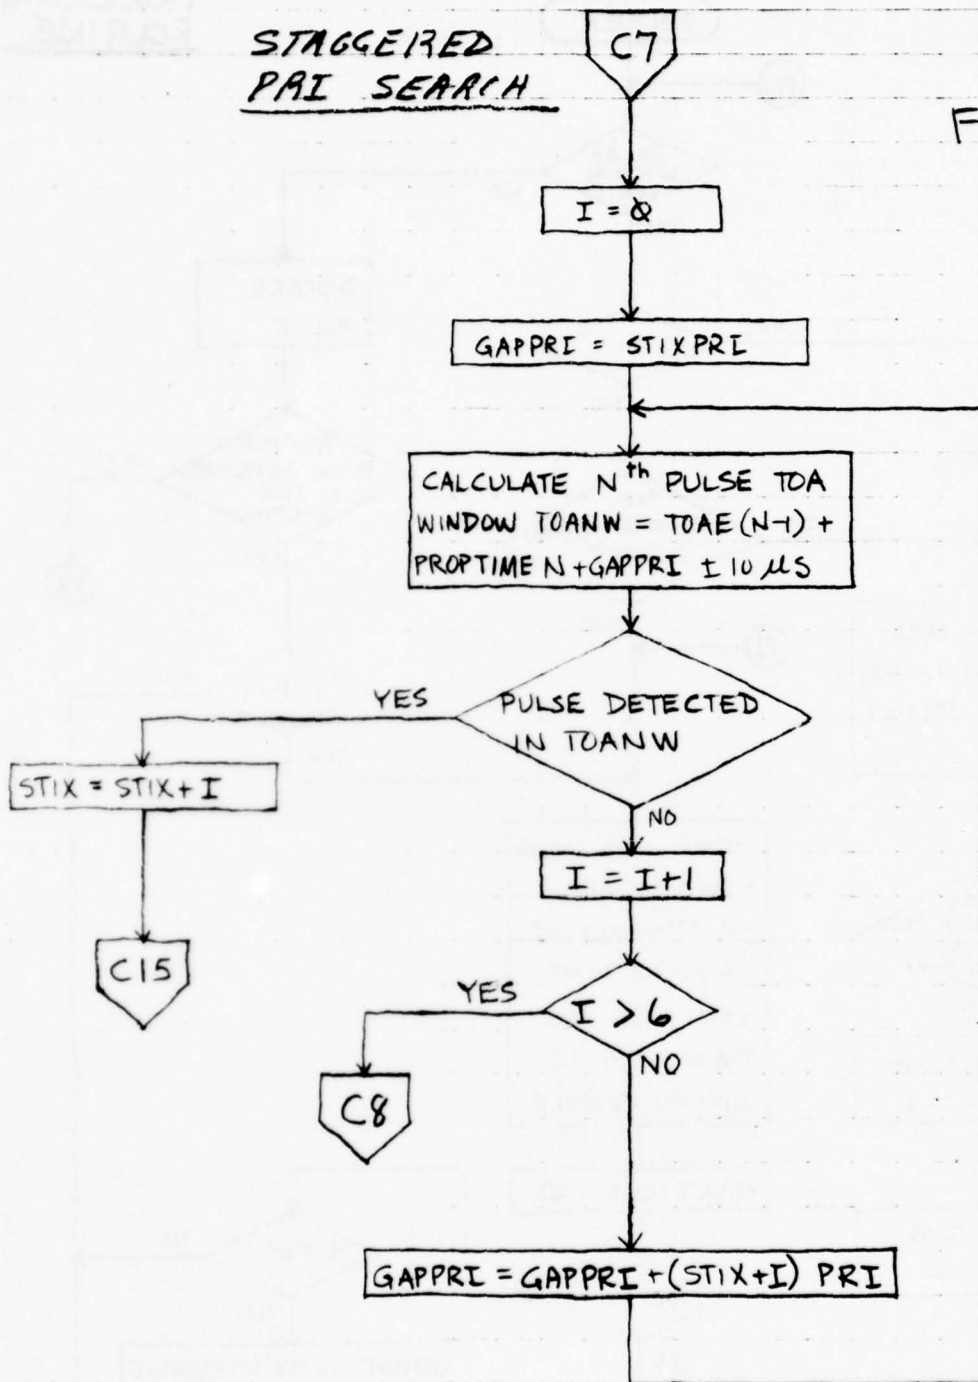 STAGGERED
PRI SEARCH
C7
F
I = 0
GAPPRI = STIXPRI
CALCULATE Nth PULSE TOA
WINDOW TOANW = TOAE (N-1) +
PROPTIME N + GAPPRI ± 10 µS
PULSE DETECTED
IN TOANW
YES
STIX = STIX + I
C15
NO
I = I+1
I > 6
YES
C8
NO
GAPPRI = GAPPRI + (STIX+I) PRI